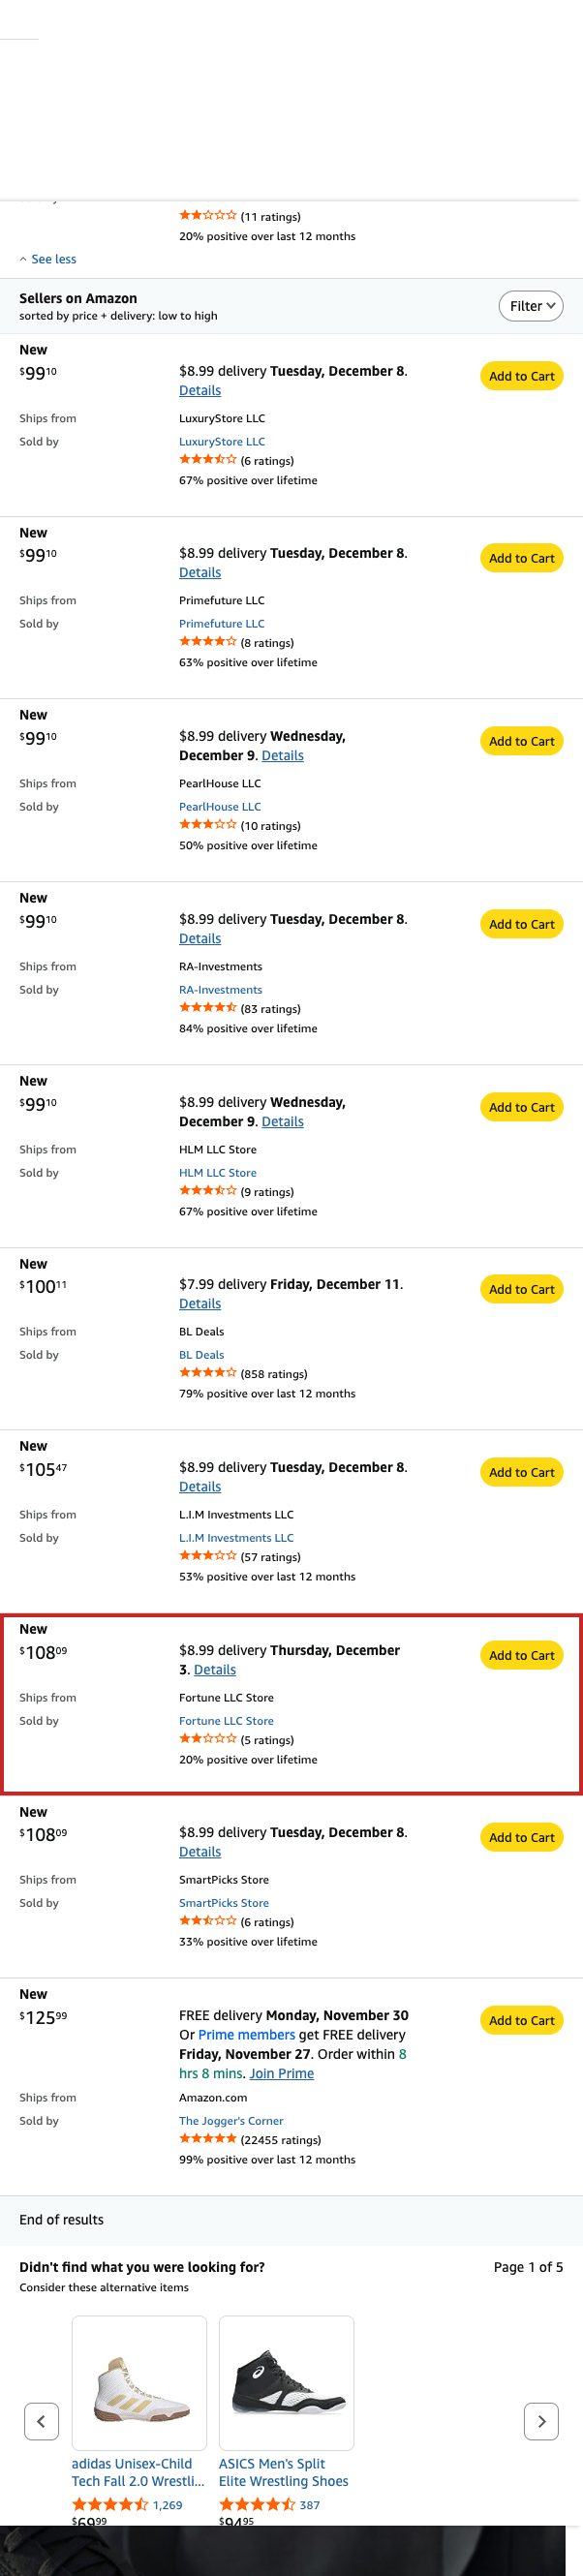 (11 ratings)
20% positive over last 12 months
See less
Sellers on Amazon
sorted by price + delivery: low to high
Filter
New
$9910
$8.99 delivery Tuesday, December 8.
Details
Add to Cart
Ships from
LuxuryStore LLC
Sold by
LuxuryStore LLC
(6 ratings)
67% positive over lifetime
New
$9910
$8.99 delivery Tuesday, December 8.
Details
Add to Cart
Ships from
Primefuture LLC
Sold by
Primefuture LLC
(8 ratings)
63% positive over lifetime
New
$9910
$8.99 delivery Wednesday,
December 9. Details
Add to Cart
Ships from
PearlHouse LLC
Sold by
PearlHouse LLC
(10 ratings)
50% positive over lifetime
New
$9910
$8.99 delivery Tuesday, December 8.
Details
Add to Cart
Ships from
RA-Investments
Sold by
RA-Investments
(83 ratings)
84% positive over lifetime
New
$9910
$8.99 delivery Wednesday,
December 9. Details
Add to Cart
Ships from
HLM LLC Store
Sold by
HLM LLC Store
(9 ratings)
67% positive over lifetime
New
$10011
$7.99 delivery Friday, December 11.
Details
Add to Cart
Ships from
BL Deals
Sold by
BL Deals
(858 ratings)
79% positive over last 12 months
New
$10547
$8.99 delivery Tuesday, December 8.
Details
Add to Cart
Ships from
L.I.M Investments LLC
Sold by
L.I.M Investments LLC
(57 ratings)
53% positive over last 12 months
New
$10809
$8.99 delivery Thursday, December
3. Details
Add to Cart
Ships from
Fortune LLC Store
Sold by
Fortune LLC Store
(5 ratings)
20% positive over lifetime
New
$10809
$8.99 delivery Tuesday, December 8.
Details
Add to Cart
Ships from
SmartPicks Store
Sold by
SmartPicks Store
(6 ratings)
33% positive over lifetime
New
$12599
FREE delivery Monday, November 30
Or Prime members get FREE delivery
Friday, November 27. Order within 8
hrs 8 mins. Join Prime
Add to Cart
Ships from
Amazon.com
Sold by
The Jogger's Corner
(22455 ratings)
99% positive over last 12 months
End of results
Didn't find what you were looking for?
Page 1 of 5
Consider these alternative items
adidas Unisex-Child
Tech Fall 2.0 Wrestli...
1,269
$6999
ASICS Men's Split
Elite Wrestling Shoes
387
$9495